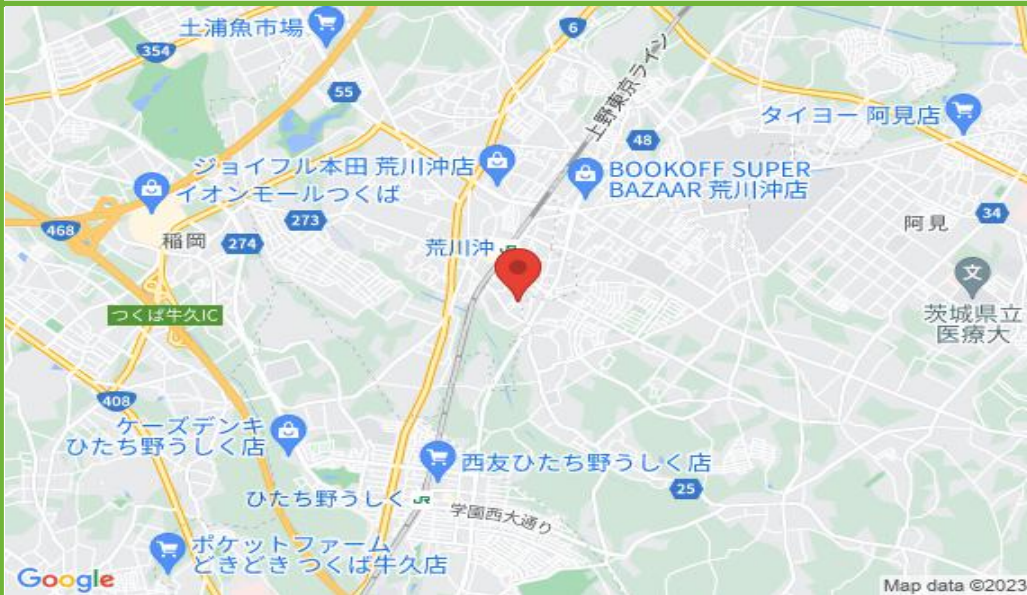 土浦魚市場
6
354
上野東京ライン
55
タイヨー 阿見店
48
ジョイフル本田 荒川沖店
BOOKOFF SUPER
BAZAAR 荒川沖店
イオンモールつくば
273
34
468
稲岡
274
阿見
荒川沖 JR
文
つくば牛久IC
茨城県立
医療大
408
ケーズデンキ
ひたち野うしく店
西友ひたち野うしく店
25
ひたち野うしく JR
学園西大通り
ポケットファーム
どきどき つくば牛久店
Google
Map data ©2023